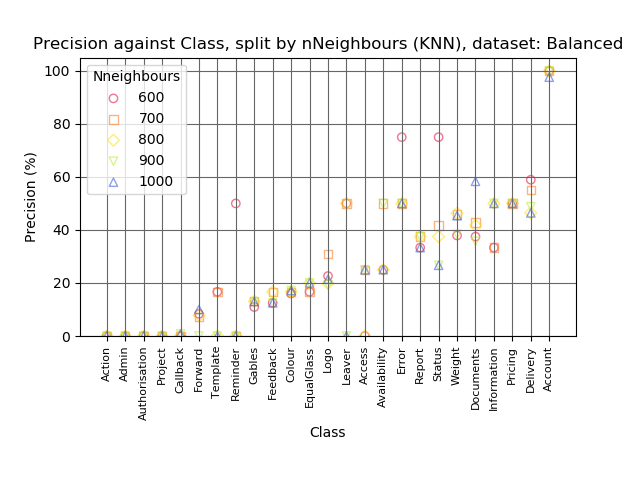 Precision against Class, split by nNeighbours (KNN), dataset: Balanced
Nneighbours
600
700
800
900
1000
Precision (%)
100
80
60
40
20
0
Action
Admin
Authorisation
Project
Callback
Forward
Template
Reminder
Gables
Feedback
Colour
EqualGlass
Logo
Leaver
Access
Availability
Error
Report
Status
Weight
Documents
Information
Pricing
Delivery
Account
Class